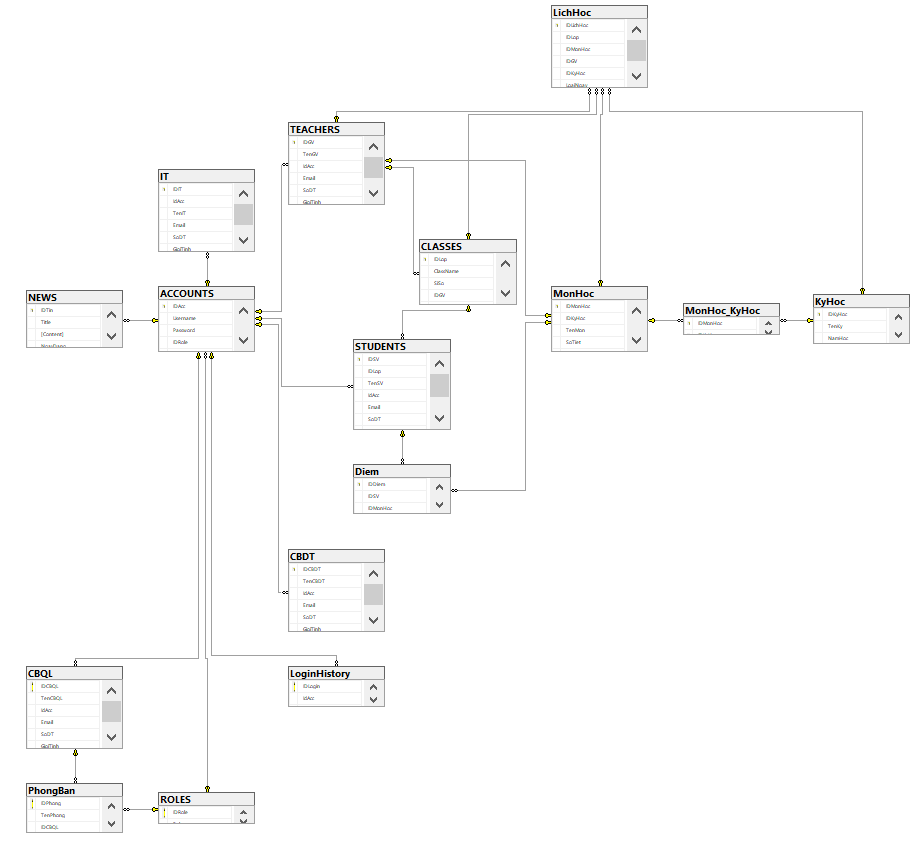 LichHoc
IDLichHoc
IDLop
IDMonHoc
IDGV
IDKyHoc
TEACHERS
IDGV
TenGV
IdAcc
Email
SoDT
GioiTinh
IT
IDIT
IdAcc
TenIT
Email
SoDT
GioiTinh
CLASSES
IDLop
ClassName
SiSo
IDGV
NEWS
IDTin
Title
[Content]
ACCOUNTS
IDAcc
Username
Password
IDRole
MonHoc
IDMonHoc
IDKyHoc
TenMon
SoTiet
MonHoc_KyHoc
IDMonHoc
KyHoc
IDKyHoc
TenKy
NamHoc
STUDENTS
IDSV
IDLop
TenSV
IdAcc
Email
SoDT
Diem
IDDiem
IDSV
IDMonHoc
CBDT
IDCBDT
TenCBDT
IdAcc
Email
SoDT
GioiTinh
CBQL
IDCBQL
TenCBQL
IdAcc
Email
SoDT
GioiTinh
LoginHistory
IDLogin
IdAcc
PhongBan
IDPhong
TenPhong
IDCBQL
ROLES
IDRole